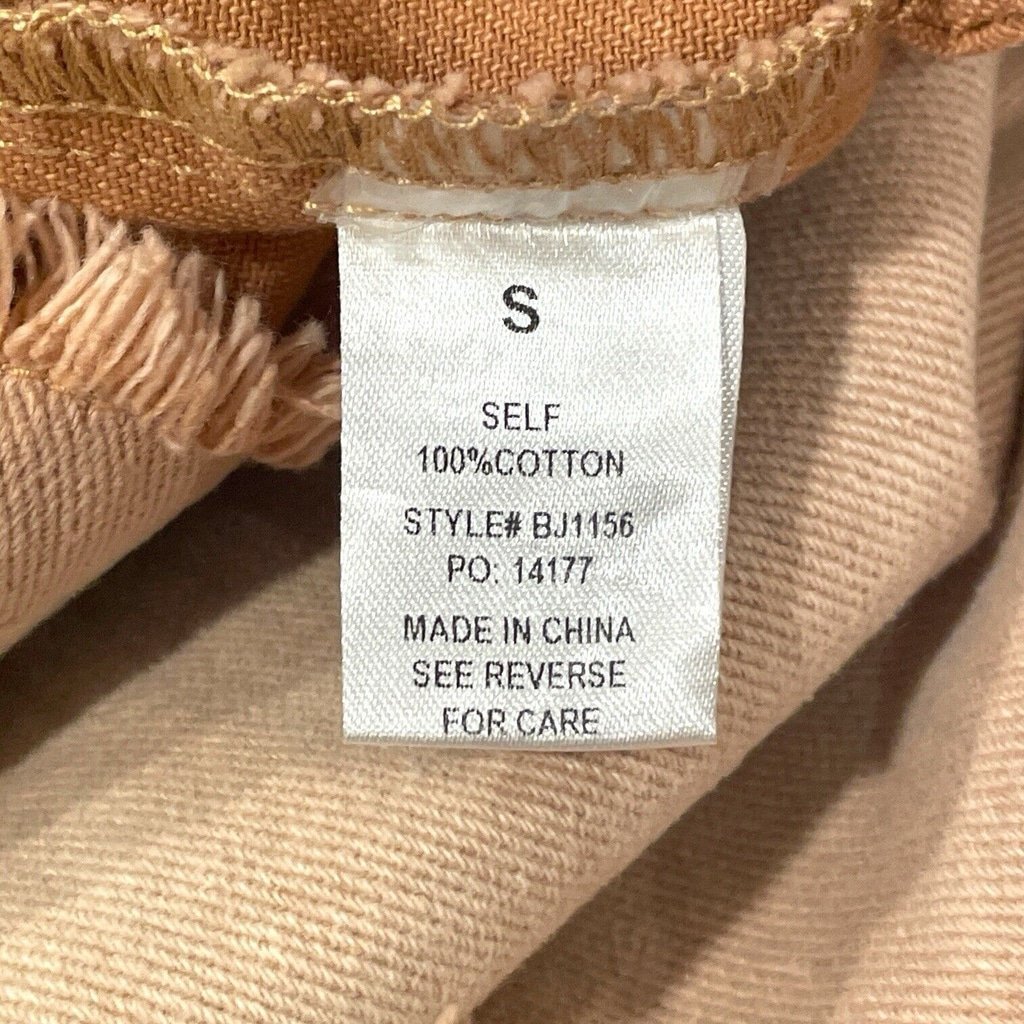 S
SELF
100%COTTON
STYLE# BJ1156
PO: 14177
MADE IN CHINA
SEE REVERSE
FOR CARE